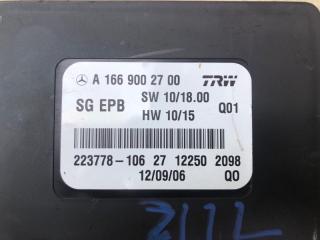 A 166 900 27 00 TRW
SG EPB SW 10/18.00 Q01
HW 10/15
223778-106 27 12250 2098
12/09/06 Q0